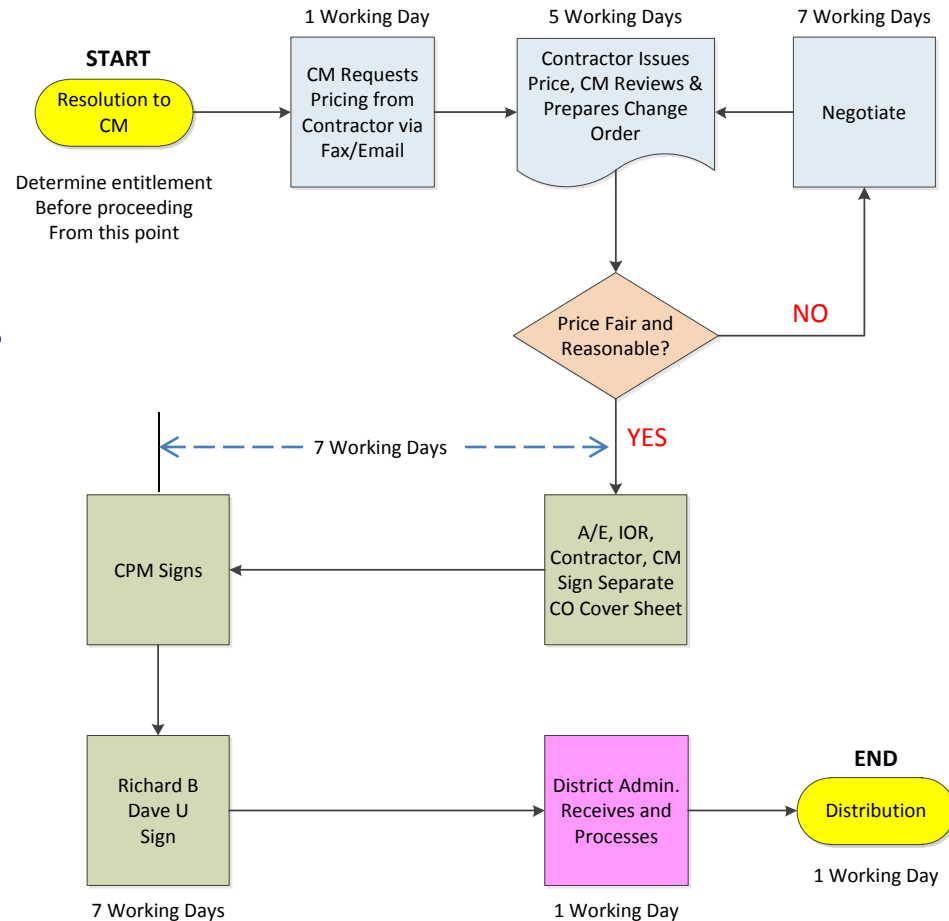 1 Working Day
5 Working Days
7 Working Days
START
Resolution to
CM
CM Requests
Pricing from
Contractor via
Fax/Email
Contractor Issues
Price, CM Reviews &
Prepares Change
Order
Negotiate
Determine entitlement
Before proceeding
From this point
Price Fair and
Reasonable?
NO
YES
7 Working Days
CPM Signs
A/E, IOR,
Contractor, CM
Sign Separate
CO Cover Sheet
Richard B
Dave U
Sign
District Admin.
Receives and
Processes
END
Distribution
7 Working Days
1 Working Day
1 Working Day